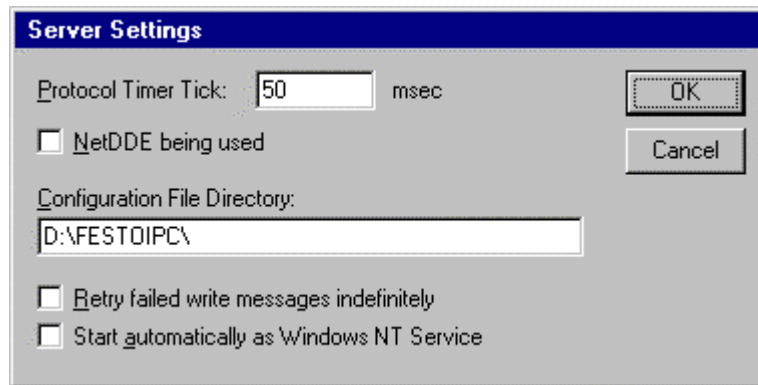 Server Settings
Protocol Timer Tick: 50 msec
OK
NetDDE being used
Cancel
Configuration File Directory:
D:\FESTOIPC\
Retry failed write messages indefinitely
Start automatically as Windows NT Service